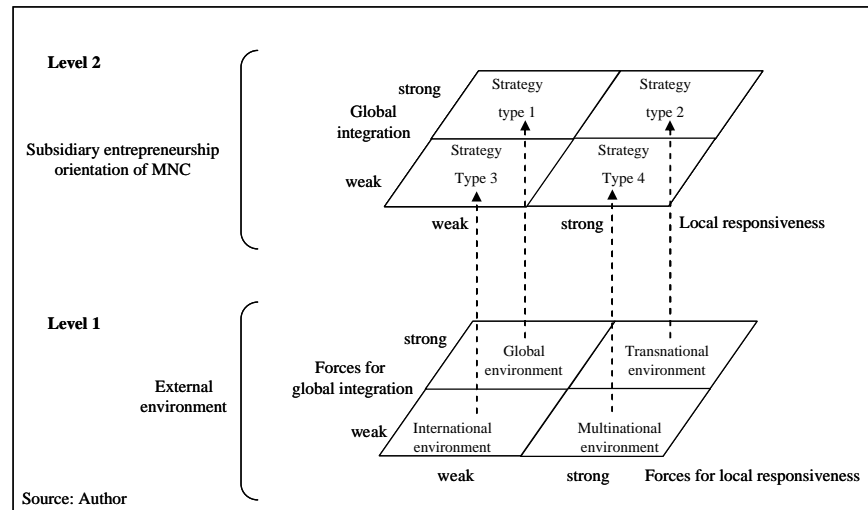 Level 2
Subsidiary entrepreneurship
orientation of MNC
strong
Global
integration
weak
Strategy
type 1
Strategy
type 2
Strategy
Type 3
Strategy
Type 4
weak
strong
Local responsiveness
Level 1
External
environment
strong
Forces for
global integration
weak
Global
environment
Transnational
environment
International
environment
Multinational
environment
weak
strong
Forces for local responsiveness
Source: Author